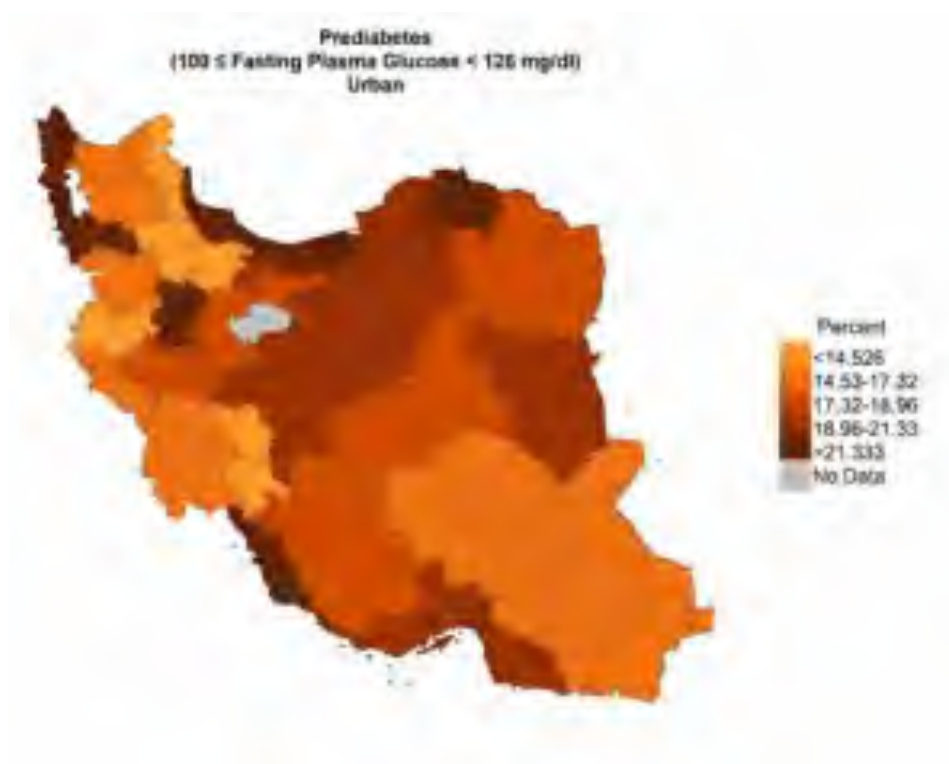 Prediabetes
(100 ≤ Fasting Plasma Glucose < 126 mg/dl)
Urban
Percent
<14.526
14.53-17.32
17.32-18.96
18.96-21.33
>21.333
No Data